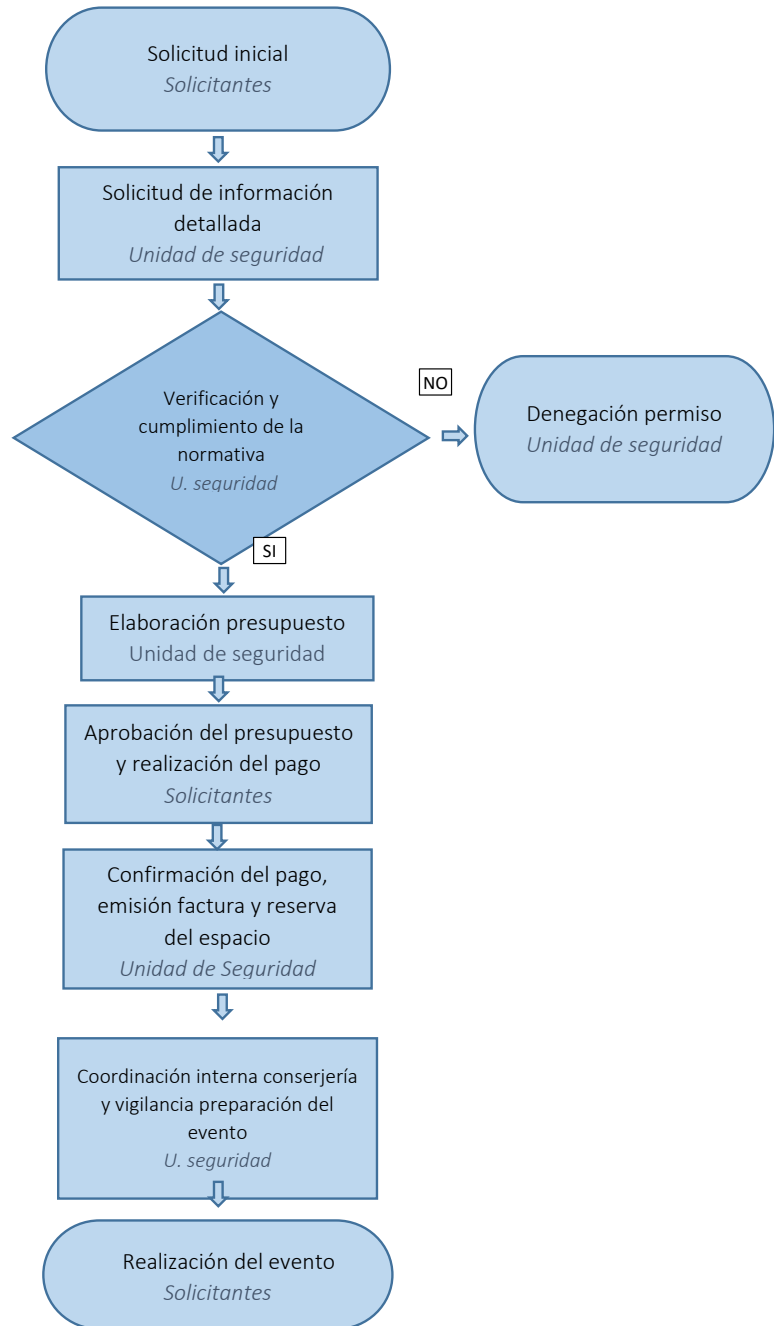 Solicitud inicial
Solicitantes
Solicitud de información
detallada
Unidad de seguridad
Verificación y
cumplimiento de la
normativa
U. seguridad
NO
Denegación permiso
Unidad de seguridad
SI
Elaboración presupuesto
Unidad de seguridad
Aprobación del presupuesto
y realización del pago
Solicitantes
Confirmación del pago,
emisión factura y reserva
del espacio
Unidad de Seguridad
Coordinación interna conserjería
y vigilancia preparación del
evento
U. seguridad
Realización del evento
Solicitantes